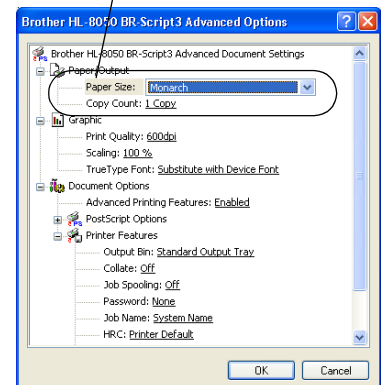 Brother HL-8050 BR-Script3 Advanced Options
Brother HL-8050 BR-Script3 Advanced Document Settings
Paper/Output
Paper Size: Monarch
Copy Count: 1 Copy
Graphic
Print Quality: 600dpi
Scaling: 100 %
TrueType Font: Substitute with Device Font
Document Options
Advanced Printing Features: Enabled
PostScript Options
Printer Features
Output Bin: Standard Output Tray
Collate: Off
Job Spooling: Off
Password: None
Job Name: System Name
HRC: Printer Default
OK Cancel